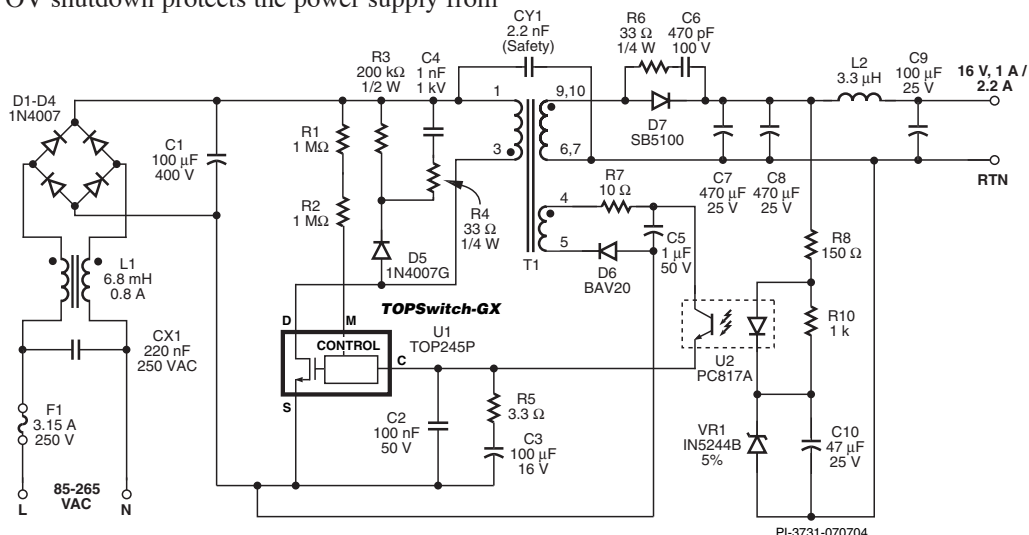 OV shutdown protects the power supply from
CY1
2.2 nF
(Safety)
R6
33 Ω
1/4 W
C6
470 pF
100 V
R3
200 kΩ
1/2 W
C4
1 nF
1 kV
L2
3.3 μH
C9
100 μF
25 V
16 V, 1 A /
2.2 A
D1-D4
1N4007
1
9,10
D7
SB5100
C1
100 μF
400 V
R1
1 MΩ
3
6,7
RTN
R7
10 Ω
C7
470 μF
25 V
C8
470 μF
25 V
R2
1 MΩ
R4
33 Ω
1/4 W
4
5
C5
1 μF
50 V
R8
150 Ω
D5
1N4007G
T1
D6
BAV20
L1
6.8 mH
0.8 A
TOPSwitch-GX
D
M
R10
1 k
U1
TOP245P
CONTROL
C
S
U2
PC817A
CX1
220 nF
250 VAC
R5
3.3 Ω
F1
3.15 A
250 V
C2
100 nF
50 V
C3
100 μF
16 V
VR1
IN5244B
5%
C10
47 μF
25 V
85-265
VAC
L
N
PI-3731-070704